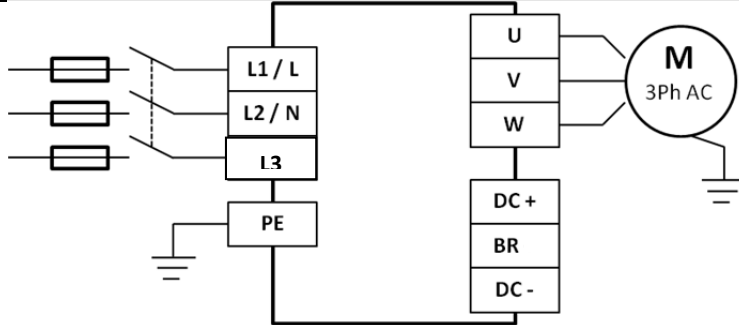 L1 / L
L2 / N
L3
PE
U
V
W
DC +
BR
DC -
M
3Ph AC